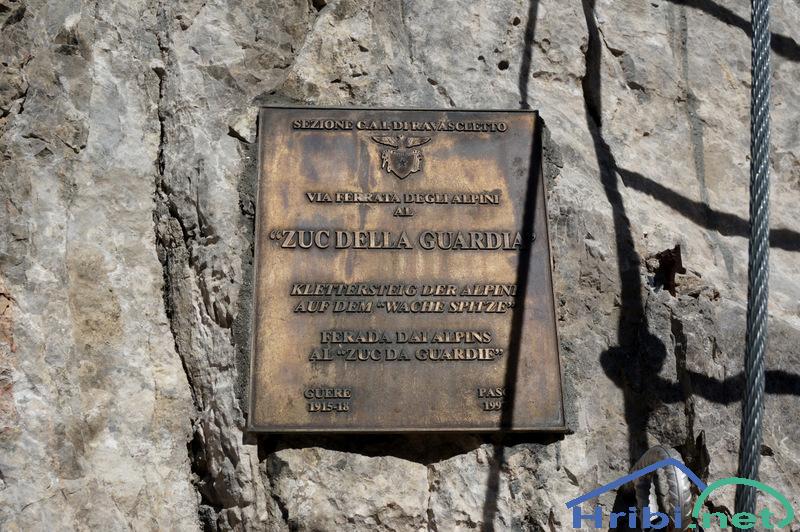 SEZIONE C.A.I. DI RAVASCLETTO
VIA FERRATA DEGLI ALPINI
AL
"ZUC DELLA GUARDIA"
KLETTERSTEIG DER ALPINI
AUF DEM "WACHE SPITZE"
FERADA DAI ALPINS
AL "ZUC DA GUARDIE"
GUERE
1915-18
Hribi.net